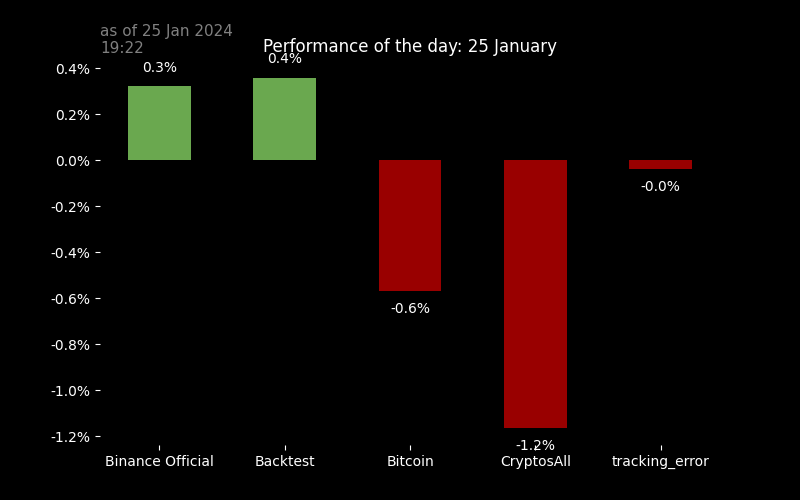 as of 25 Jan 2024
19:22
Performance of the day: 25 January
0.4%
0.2%
0.0%
-0.2%
-0.4%
-0.6%
-0.8%
-1.0%
-1.2%
0.3%
0.4%
-0.6%
-1.2%
-0.0%
Binance Official
Backtest
Bitcoin
CryptosAll
tracking_error